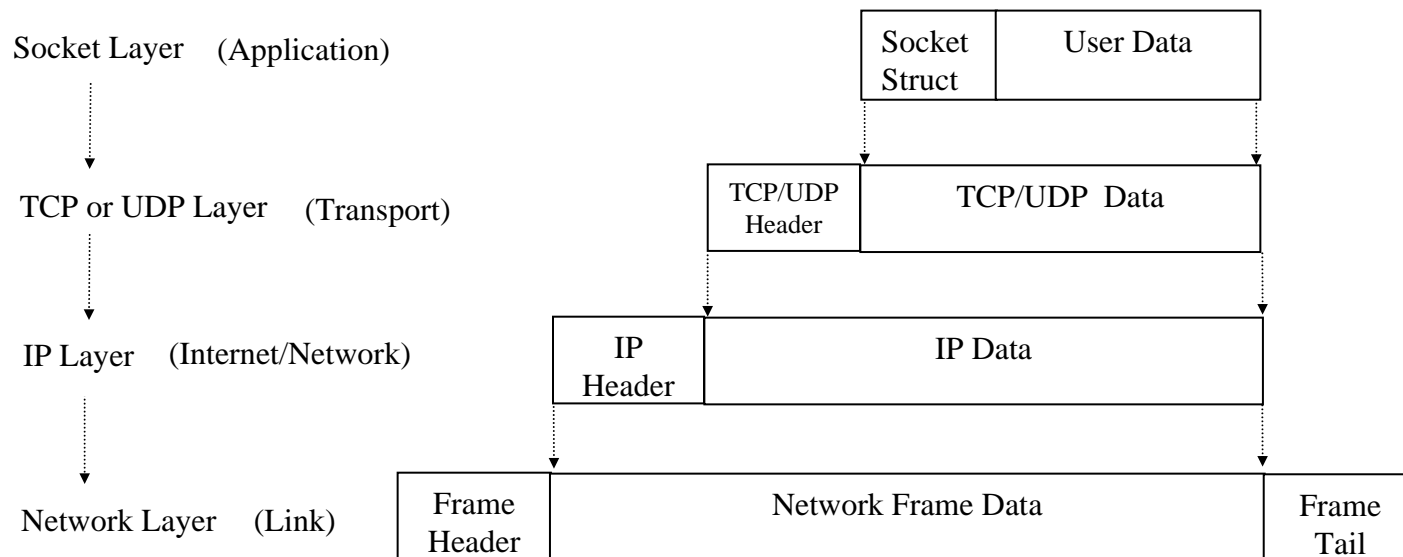 Socket Layer (Application)
Socket
Struct
User Data
TCP or UDP Layer (Transport)
TCP/UDP
Header
TCP/UDP Data
IP Layer (Internet/Network)
IP
Header
IP Data
Network Layer (Link)
Frame
Header
Network Frame Data
Frame
Tail